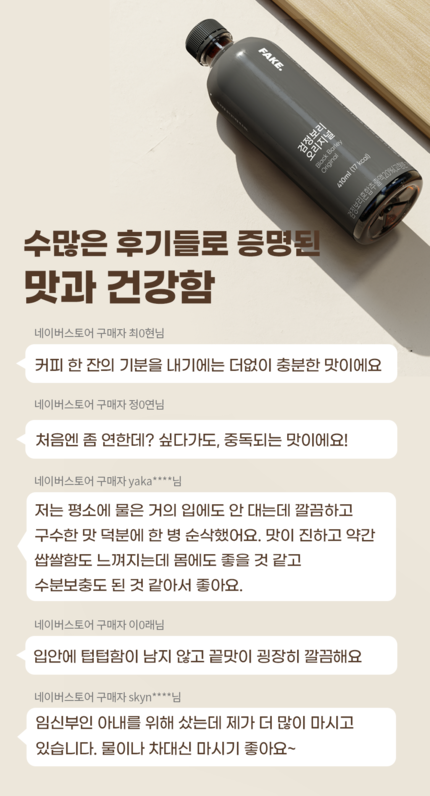 FAKE.
검정보리
오리지널
Black Barley
Original
410ml (17 kcal)
수많은 후기들로 증명된
맛과 건강함
네이버스토어 구매자 최0현님
커피 한 잔의 기분을 내기에는 더없이 충분한 맛이에요
네이버스토어 구매자 정0연님
처음엔 좀 연한데? 싶다가도, 중독되는 맛이에요!
네이버스토어 구매자 yaka****님
저는 평소에 물은 거의 입에도 안 대는데 깔끔하고
구수한 맛 덕분에 한 병 순삭했어요. 맛이 진하고 약간
쌉쌀함도 느껴지는데 몸에도 좋을 것 같고
수분보충도 된 것 같아서 좋아요.
네이버스토어 구매자 이0래님
입안에 텁텁함이 남지 않고 끝맛이 굉장히 깔끔해요
네이버스토어 구매자 skyn****님
임신부인 아내를 위해 샀는데 제가 더 많이 마시고
있습니다. 물이나 차대신 마시기 좋아요~